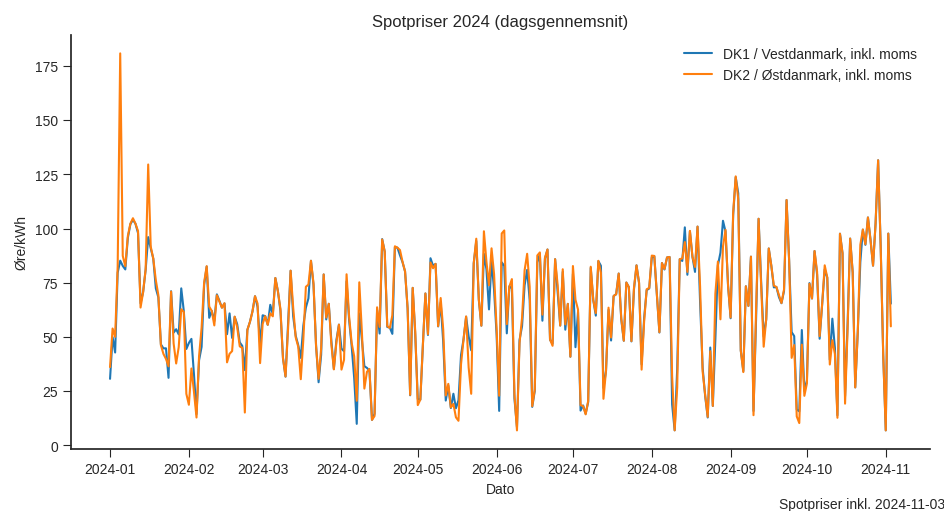 Spotpriser 2024 (dagsgennemsnit)
DK1 / Vestdanmark, inkl. moms
DK2 / Østdanmark, inkl. moms
Øre/kWh
175
150
125
100
75
50
25
0
2024-01 2024-02 2024-03 2024-04 2024-05 2024-06 2024-07 2024-08 2024-09 2024-10 2024-11
Dato
Spotpriser inkl. 2024-11-03